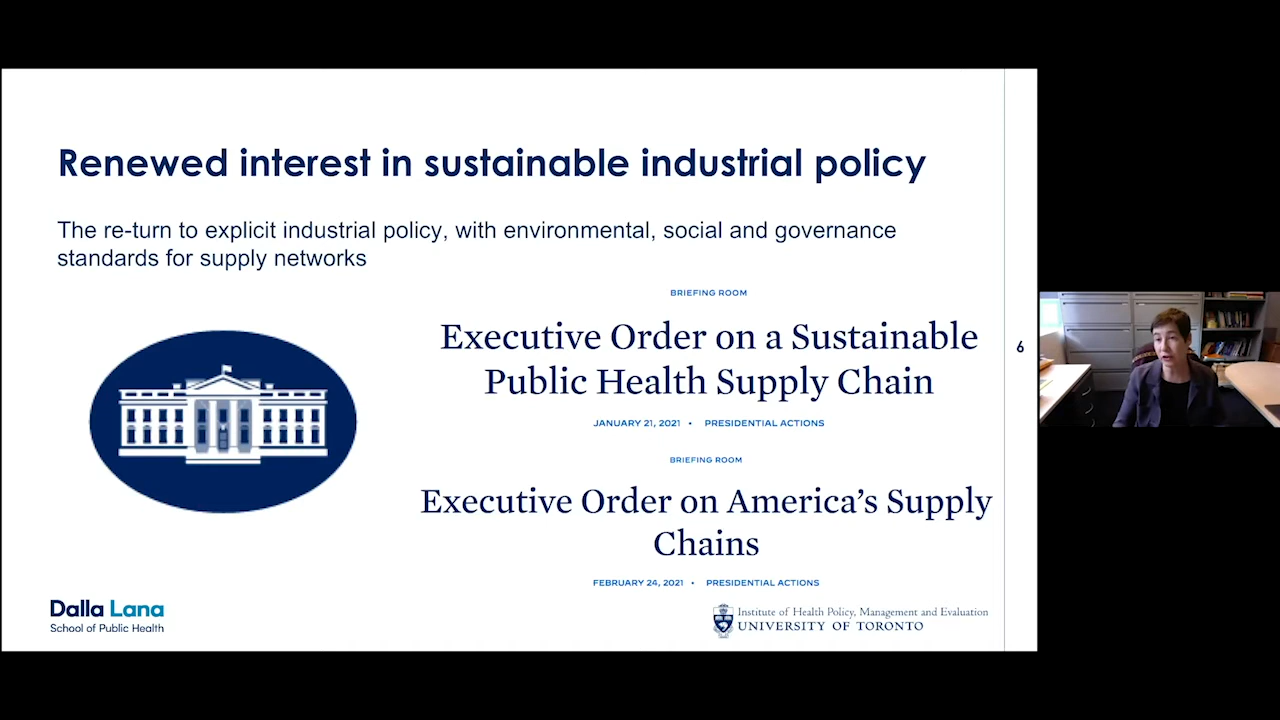 Renewed interest in sustainable industrial policy
The re-turn to explicit industrial policy, with environmental, social and governance
standards for supply networks
BRIEFING ROOM
Executive Order on a Sustainable
Public Health Supply Chain
JANUARY 21, 2021 • PRESIDENTIAL ACTIONS
BRIEFING ROOM
Executive Order on America’s Supply
Chains
FEBRUARY 24, 2021 • PRESIDENTIAL ACTIONS
6
Dalla Lana
School of Public Health
Institute of Health Policy, Management and Evaluation
UNIVERSITY OF TORONTO